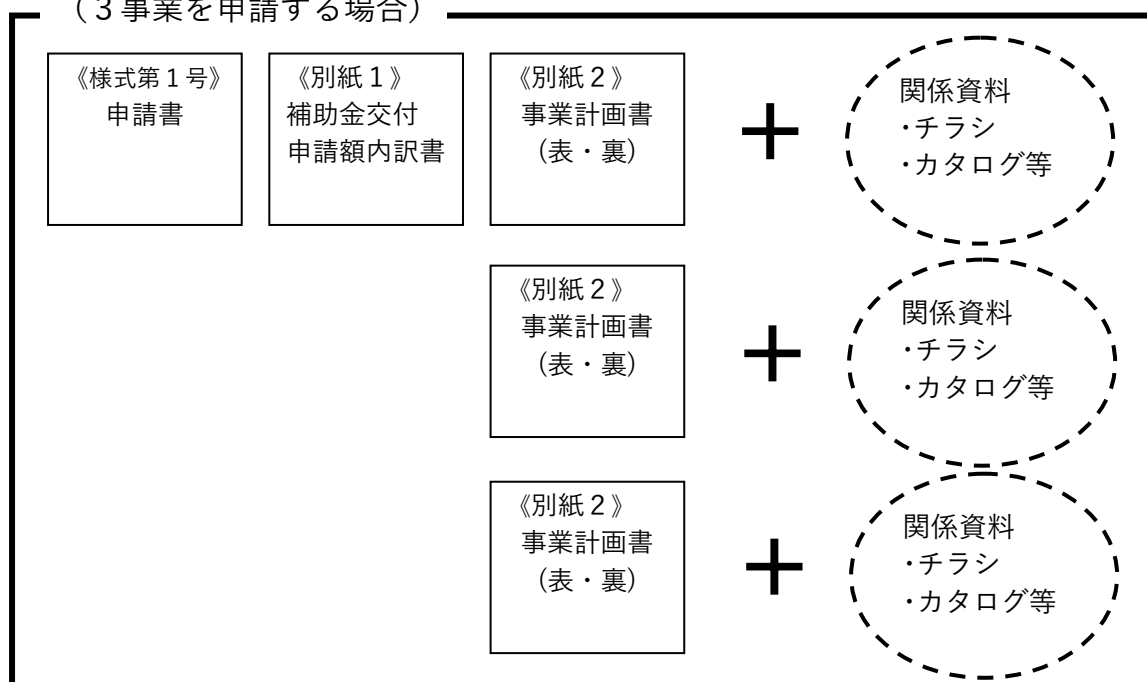 （３事業を申請する場合）
《様式第１号》
申請書
《別紙１》
補助金交付
申請額内訳書
《別紙２》
事業計画書
（表・裏）
＋
関係資料
・チラシ
・カタログ等
《別紙２》
事業計画書
（表・裏）
＋
関係資料
・チラシ
・カタログ等
《別紙２》
事業計画書
（表・裏）
＋
関係資料
・チラシ
・カタログ等